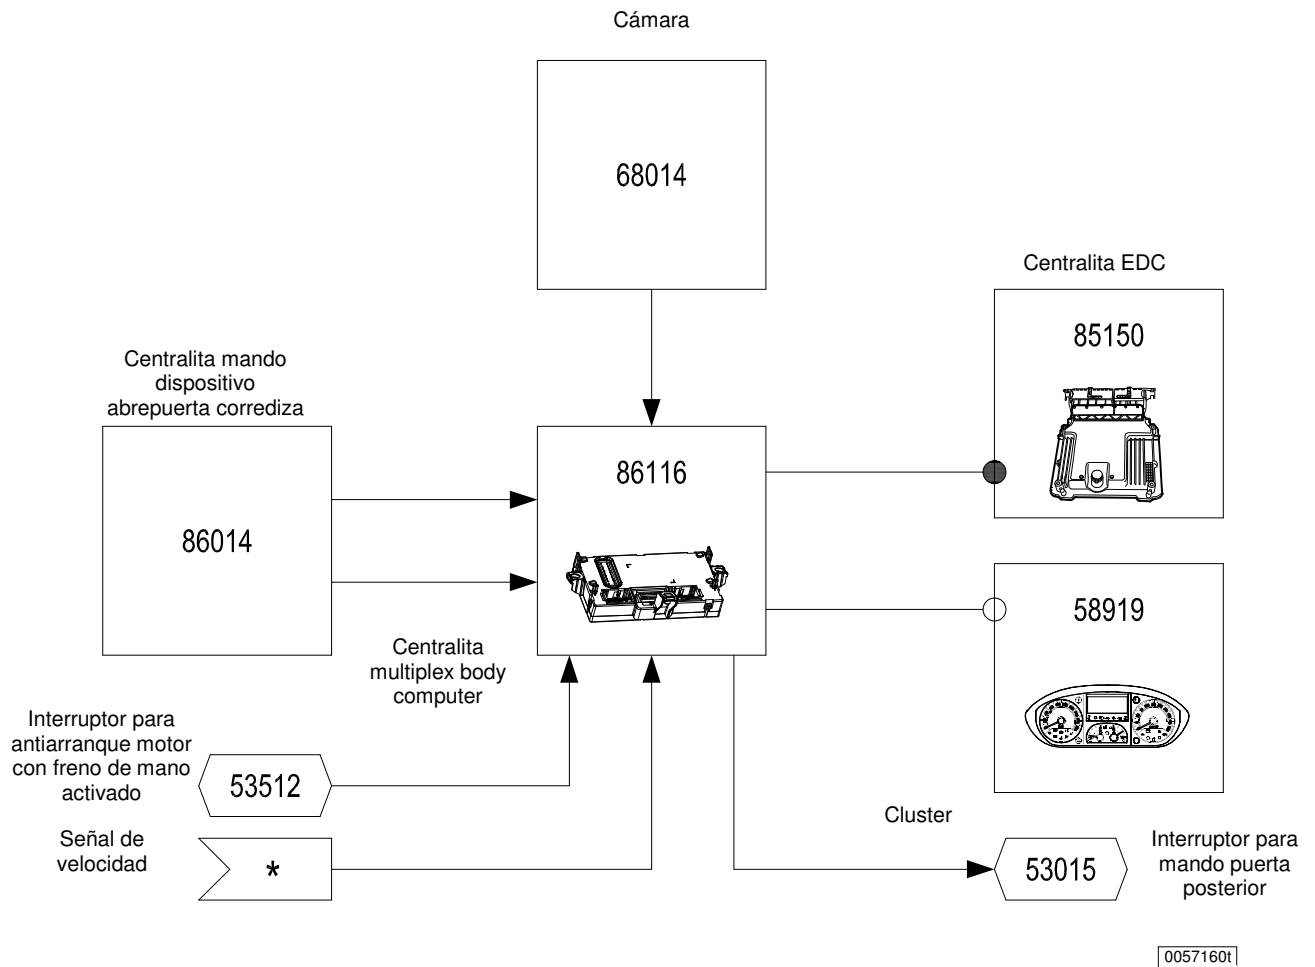 Cámara
68014
Centralita EDC
85150
Centralita mando
dispositivo
abrepuerta corrediza
86014
86116
58919
Centralita
multiplex body
computer
Interruptor para
antiarranque motor
con freno de mano
activado
53512
Señal de
velocidad
*
Cluster
53015
Interruptor para
mando puerta
posterior
0057160t